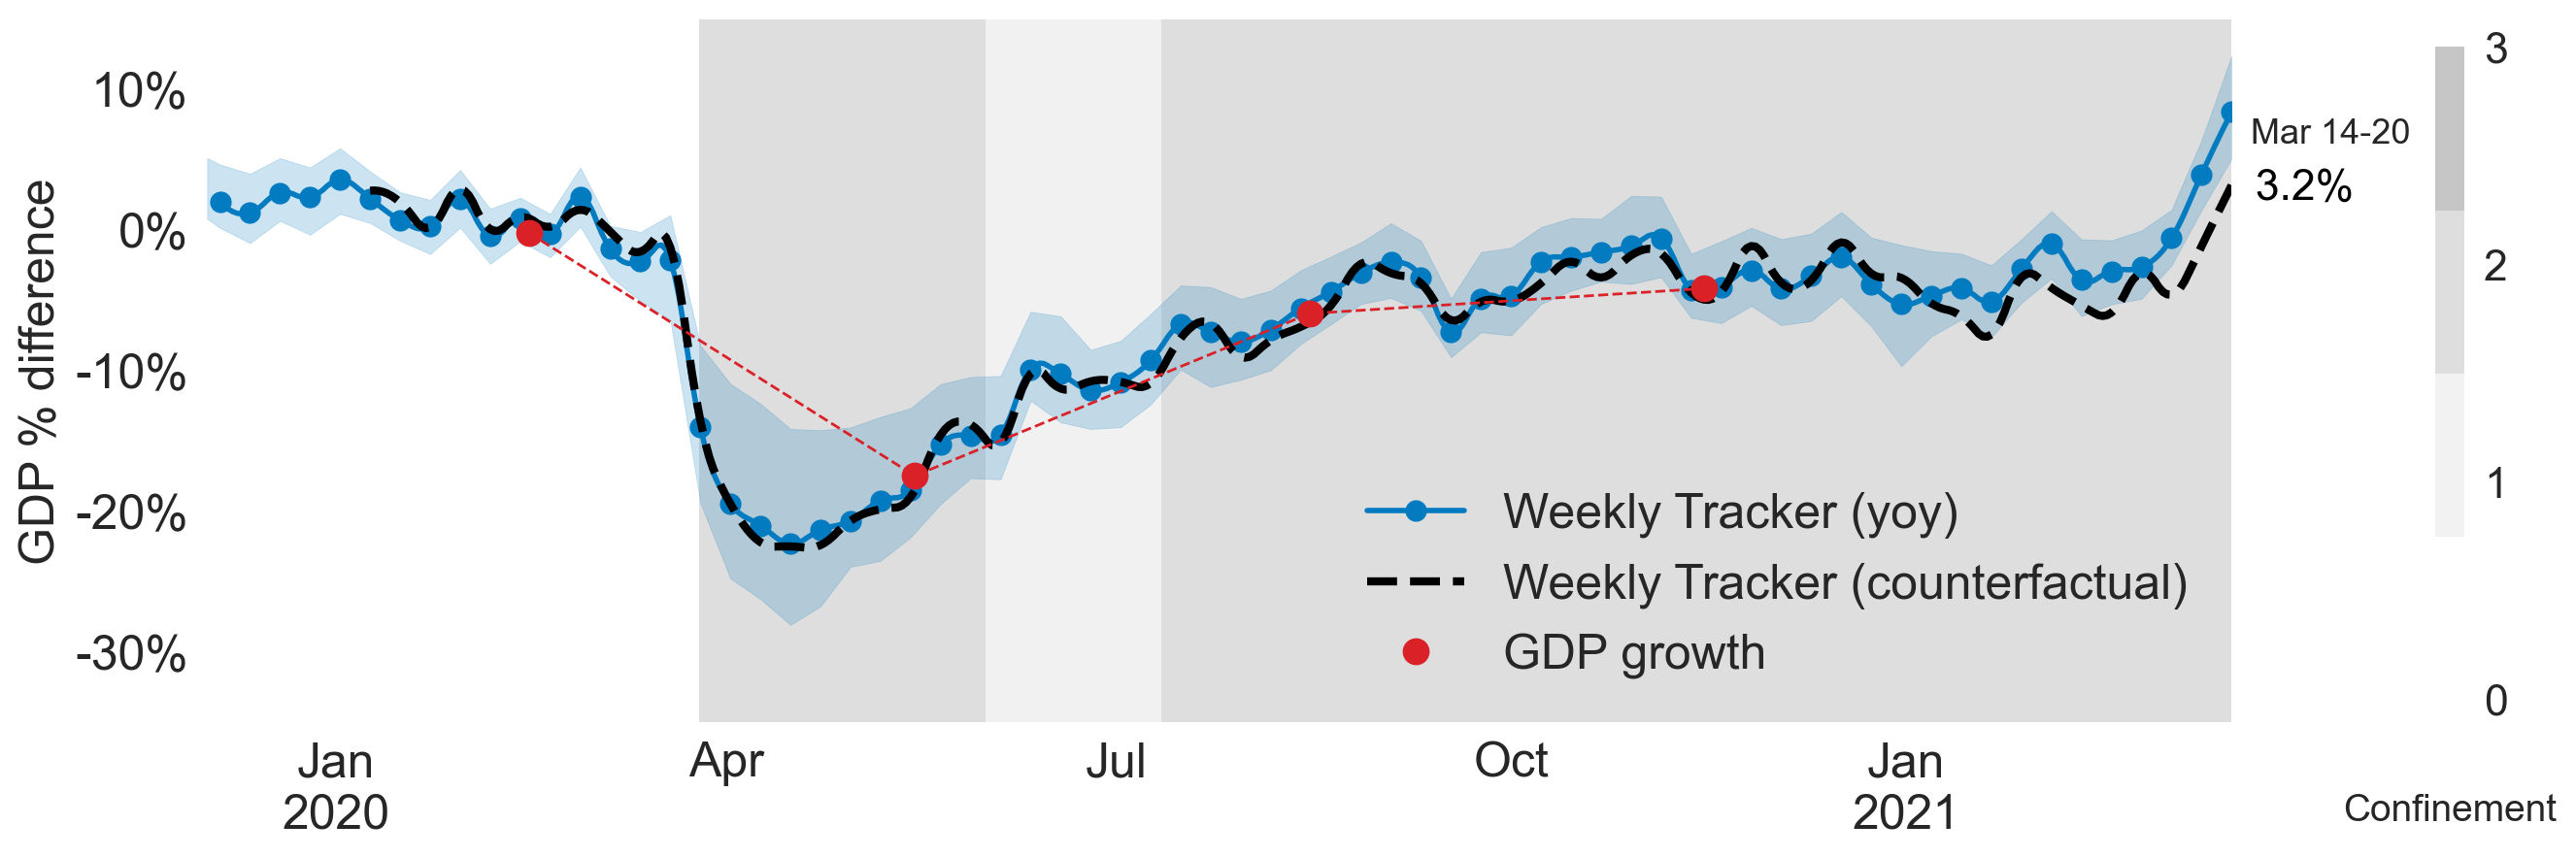 GDP % difference
10%
0%
-10%
-20%
-30%
Jan
2020
Apr
Jul
Oct
Jan
2021
Weekly Tracker (yoy)
Weekly Tracker (counterfactual)
GDP growth
Mar 14-20
3.2%
3
2
1
0
Confinement